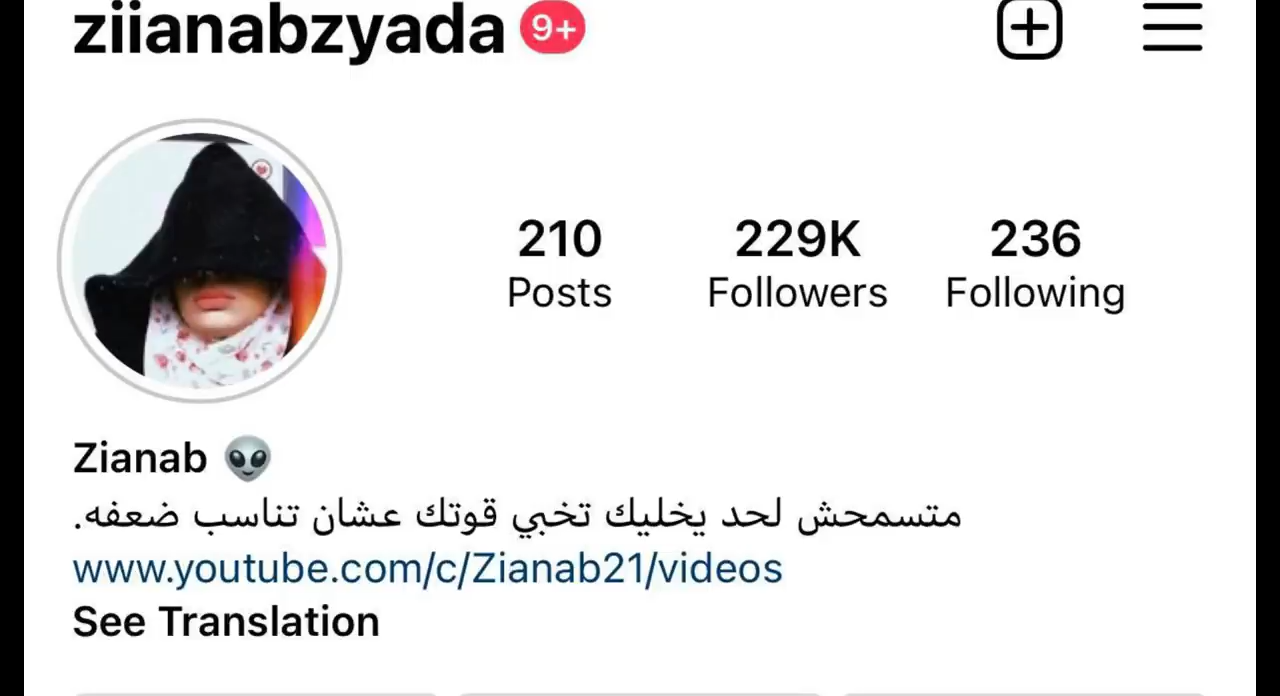 ziianabzyada 9+
210 229K 236
Posts Followers Following
Zianab 👽
متسمحش لحد يخليك تخبي قوتك عشان تناسب ضعفه.
www.youtube.com/c/Zianab21/videos
See Translation